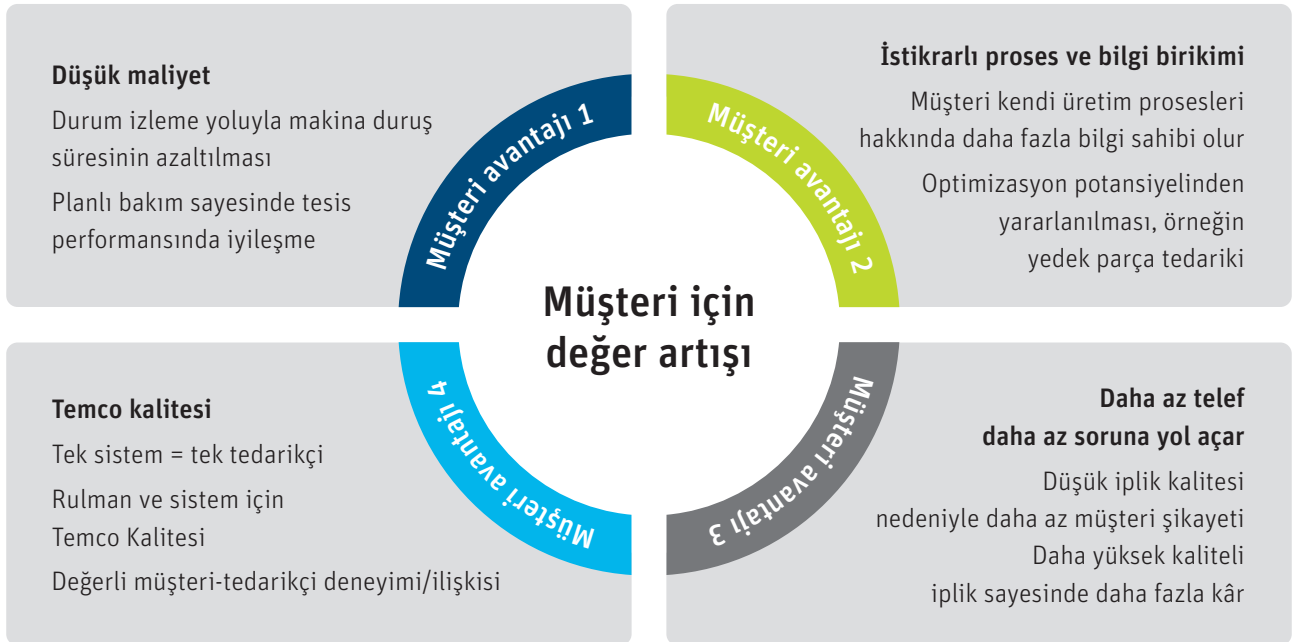 Düşük maliyet
Durum izleme yoluyla makina duruş
süresinin azaltılması
Planlı bakım sayesinde tesis
performansında iyileşme
Müşteri avantajı 1
İstikrarlı proses ve bilgi birikimi
Müşteri kendi üretim prosesleri
hakkında daha fazla bilgi sahibi olur
Optimizasyon potansiyelinden
yararlanılması, örneğin
yedek parça tedariki
Müşteri avantajı 2
Müşteri için
değer artışı
Temco kalitesi
Tek sistem = tek tedarikçi
Rulman ve sistem için
Temco Kalitesi
Değerli müşteri-tedarikçi deneyimi/ilişkisi
Müşteri avantajı 4
Daha az telef
daha az soruna yol açar
Düşük iplik kalitesi
nedeniyle daha az müşteri şikayeti
Daha yüksek kaliteli
iplik sayesinde daha fazla kâr
Müşteri avantajı 3